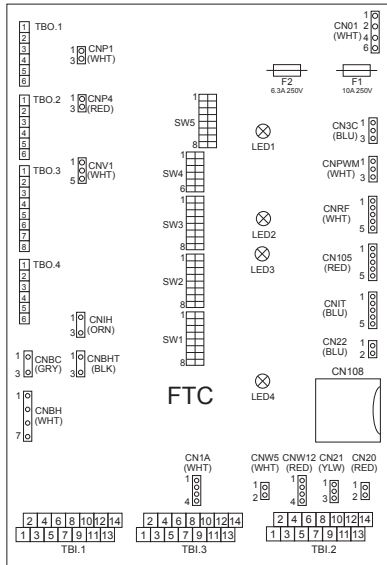 TBO.1
1
2
3
4
5
6
1
3
CNP1
(WHT)
1
2
4
6
CN01
(WHT)
F2
6.3A 250V
F1
10A 250V
TBO.2
1
2
3
4
5
6
1
3
CNP4
(RED)
1
8
SW5
LED1
1
3
CN3C
(BLU)
TBO.3
1
2
3
4
5
6
7
8
1
5
CNV1
(WHT)
1
6
SW4
1
3
CNPWM
(WHT)
1
8
SW3
LED2
1
5
CNRF
(WHT)
TBO.4
1
2
3
4
5
6
1
8
SW2
LED3
1
5
CN105
(RED)
1
3
CNIH
(ORN)
1
8
SW1
1
5
CNIT
(BLU)
1
3
CNBC
(GRY)
1
3
CNBHT
(BLK)
1
2
CN22
(BLU)
1
7
CNBH
(WHT)
FTC
LED4
CN108
CN1A
(WHT)
1
4
CNW5
(WHT)
1
2
CNW12
(RED)
1
4
CN21
(YLW)
1
3
CN20
(RED)
1
2
2 4 6 8 10 12 14
1 3 5 7 9 11 13
TBI.1
2 4 6 8 10 12 14
1 3 5 7 9 11 13
TBI.3
2 4 6 8 10 12 14
1 3 5 7 9 11 13
TBI.2